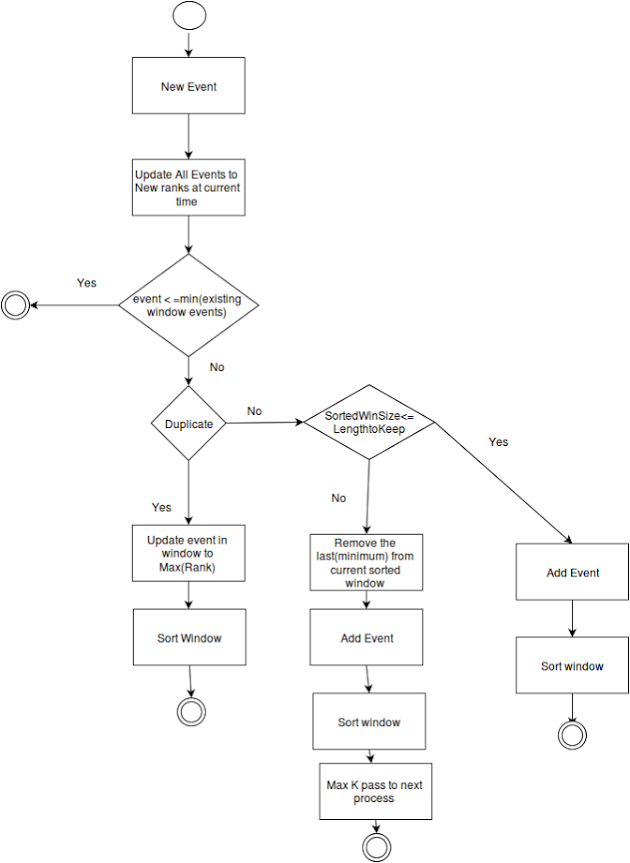 New Event
Update All Events to
New ranks at current
time
Yes
event < =min(existing
window events)
No
Duplicate
No
SortedWinSize<=
LengthtoKeep
Yes
No
Yes
Update event in
window to
Max(Rank)
Remove the
last(minimum) from
current sorted
window
Add Event
Sort Window
Add Event
Sort window
Sort window
Max K pass to next
process